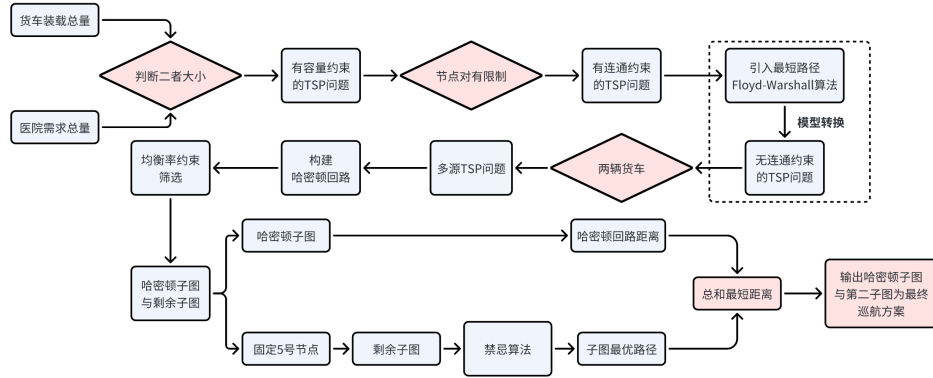 货车装载总量
判断二者大小
医院需求总量
有容量约束
的TSP问题
节点对有限制
有连通约束
的TSP问题
引入最短路径
Floyd-Warshall算法
模型转换
无连通约束
的TSP问题
两辆货车
多源TSP问题
构建
哈密顿回路
均衡率约束
筛选
哈密顿子图
与剩余子图
哈密顿子图
哈密顿回路距离
固定5号节点
剩余子图
禁忌算法
子图最优路径
总和最短距离
输出哈密顿子图
与第二子图为最终
巡航方案